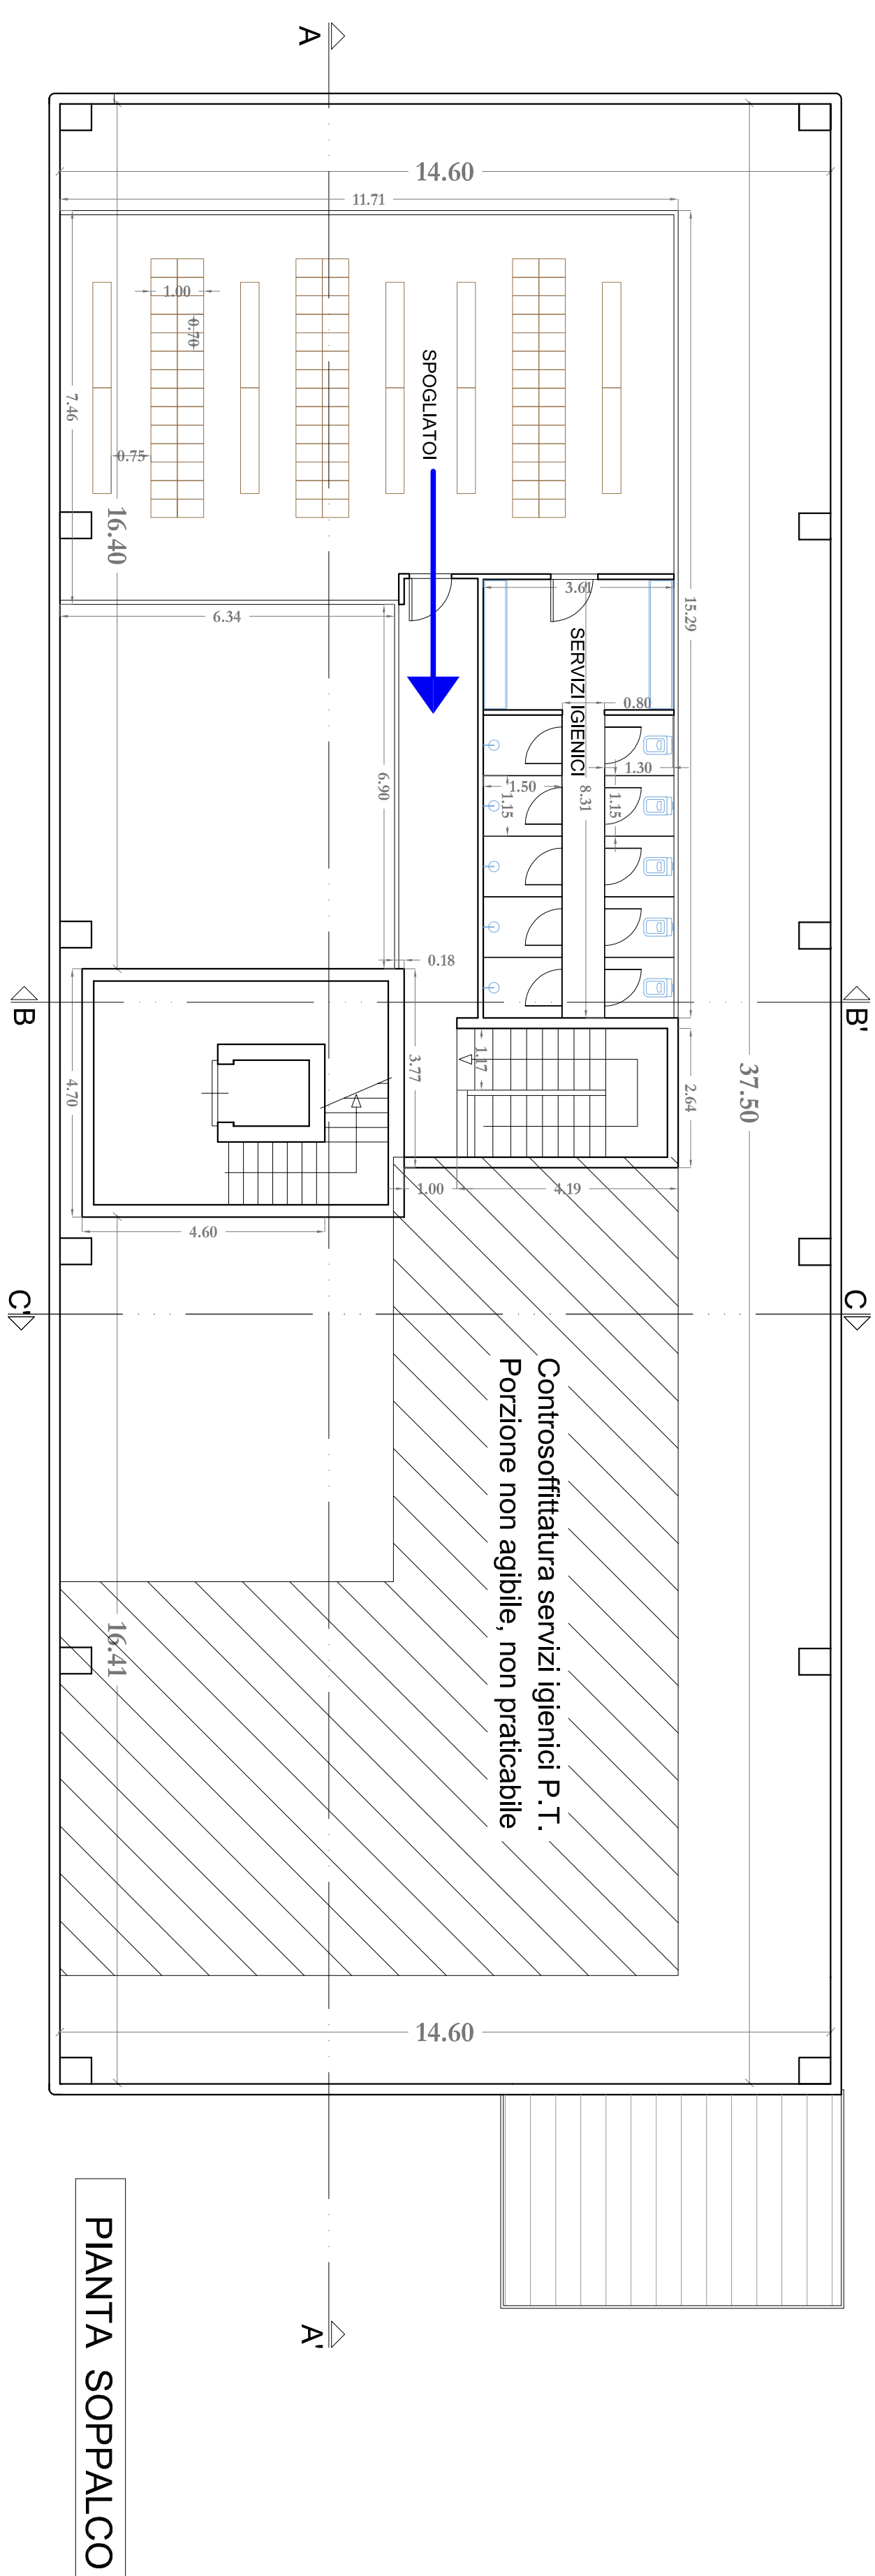 A
14.60
11.71
1.00
0.70
SPOGLIATOI
7.46
0.75
16.40
3.61
15.29
6.34
SERVIZI IGIENICI
0.80
1.30
1.50
1.15
8.31
1.15
6.90
0.18
B
B'
1.17
3.77
37.50
4.70
2.64
1.00
4.19
4.60
C'
C
Controsoffittatura servizi igienici P.T.
Porzione non agibile, non praticabile
16.41
14.60
A'
PIANTA SOPPALCO